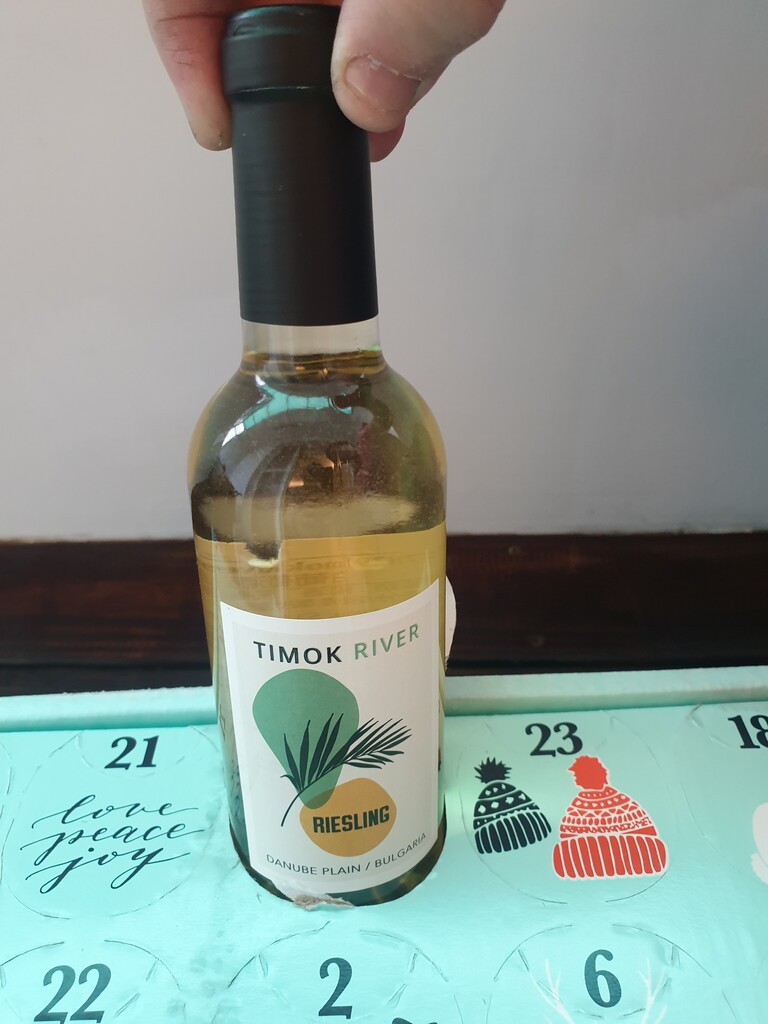 TIMOK RIVER
RIESLING
DANUBE PLAIN / BULGARIA
21
love
peace
joy
23
18
22
2
6